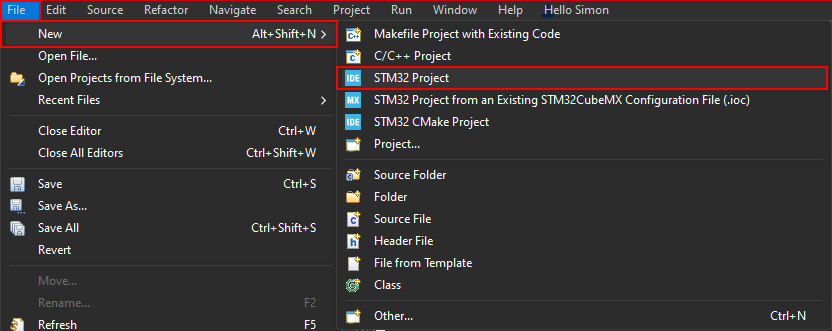 File Edit Source Refactor Navigate Search Project Run Window Help Hello Simon
New Alt+Shift+N
Open File...
Open Projects from File System...
Recent Files
Close Editor Ctrl+W
Close All Editors Ctrl+Shift+W
Save Ctrl+S
Save As...
Save All Ctrl+Shift+S
Revert
Move...
Rename... F2
Refresh F5
Makefile Project with Existing Code
C/C++ Project
IDE STM32 Project
MX STM32 Project from an Existing STM32CubeMX Configuration File (.ioc)
IDE STM32 CMake Project
Project...
Source Folder
Folder
Source File
Header File
File from Template
Class
Other... Ctrl+N